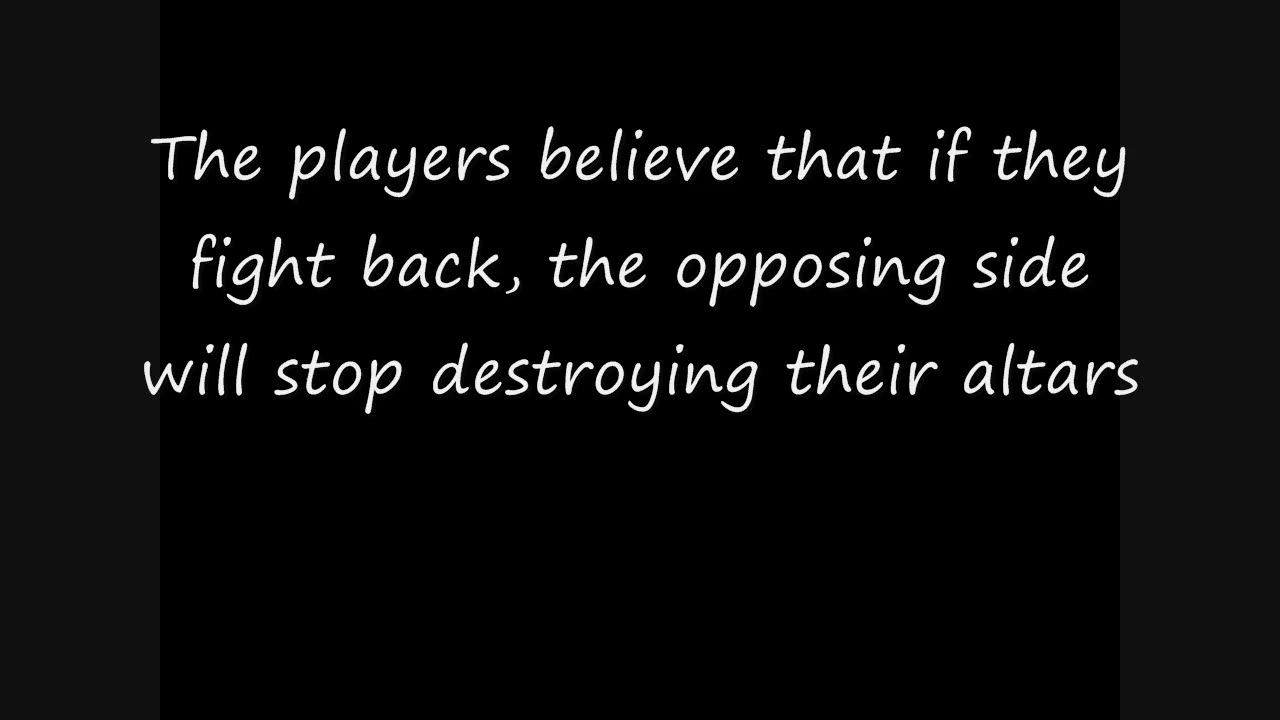 The players believe that if they
fight back, the opposing side
will stop destroying their altars